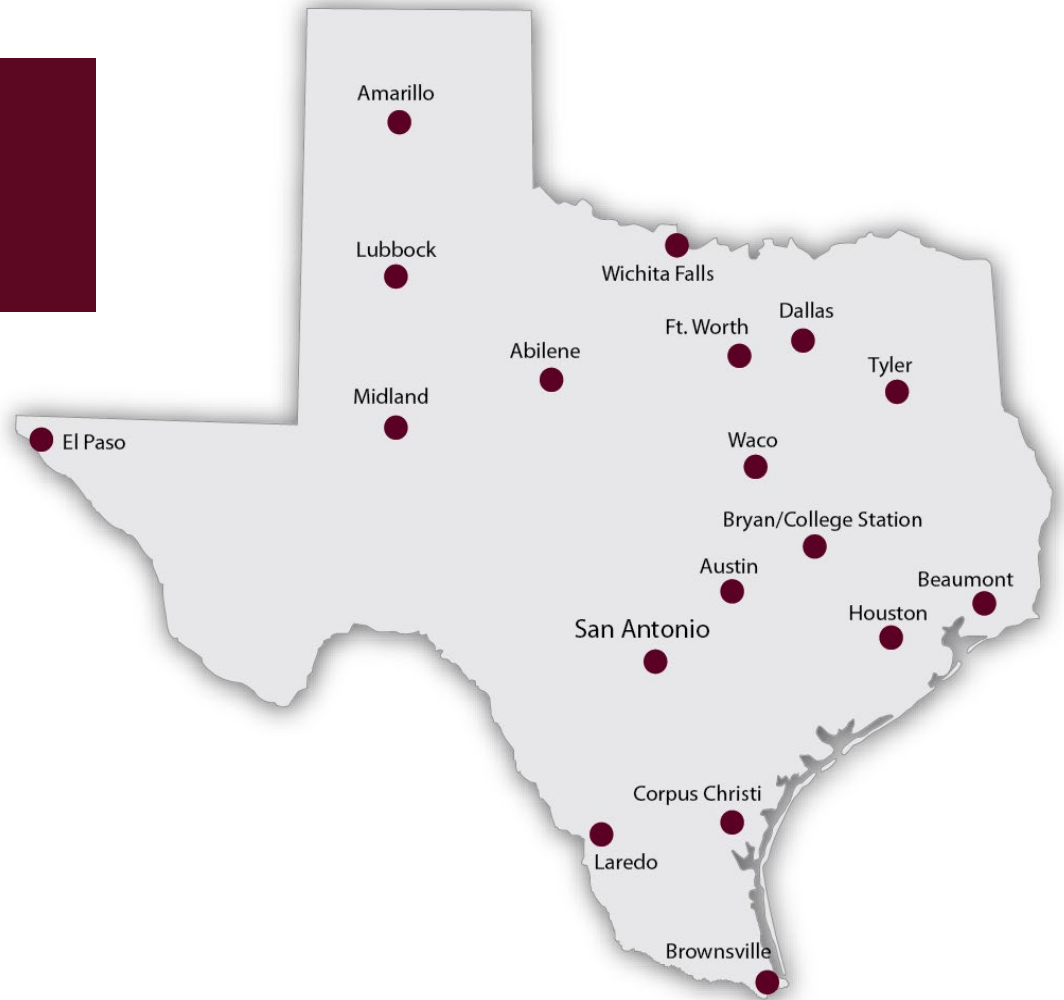 Amarillo
Lubbock
Wichita Falls
Dallas
Ft. Worth
Abilene
Tyler
Midland
El Paso
Waco
Bryan/College Station
Austin
Beaumont
Houston
San Antonio
Corpus Christi
Laredo
Brownsville